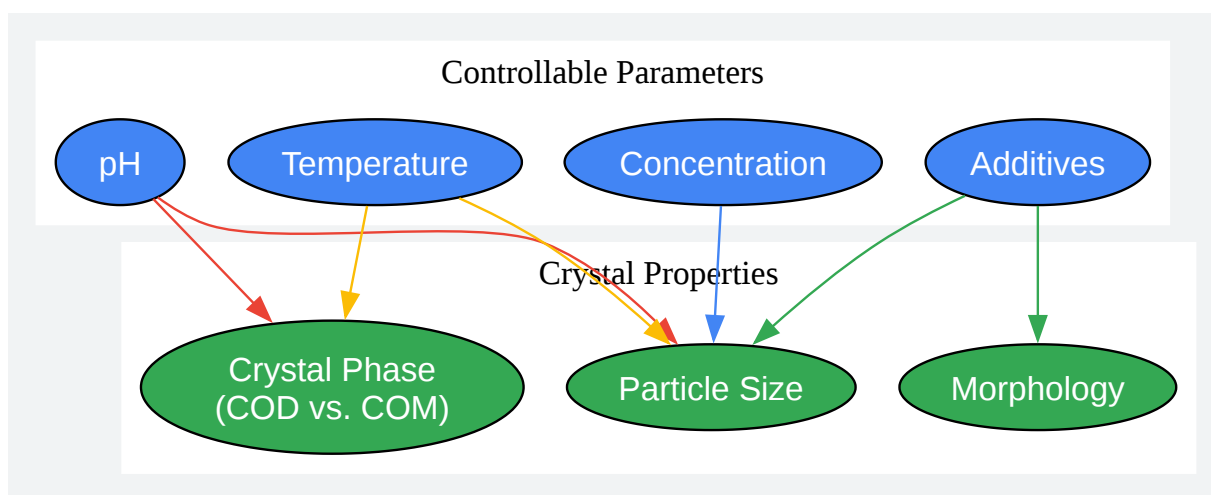 Controllable Parameters
pH
Temperature
Concentration
Additives
Crystal Properties
Crystal Phase
(COD vs. COM)
Particle Size
Morphology